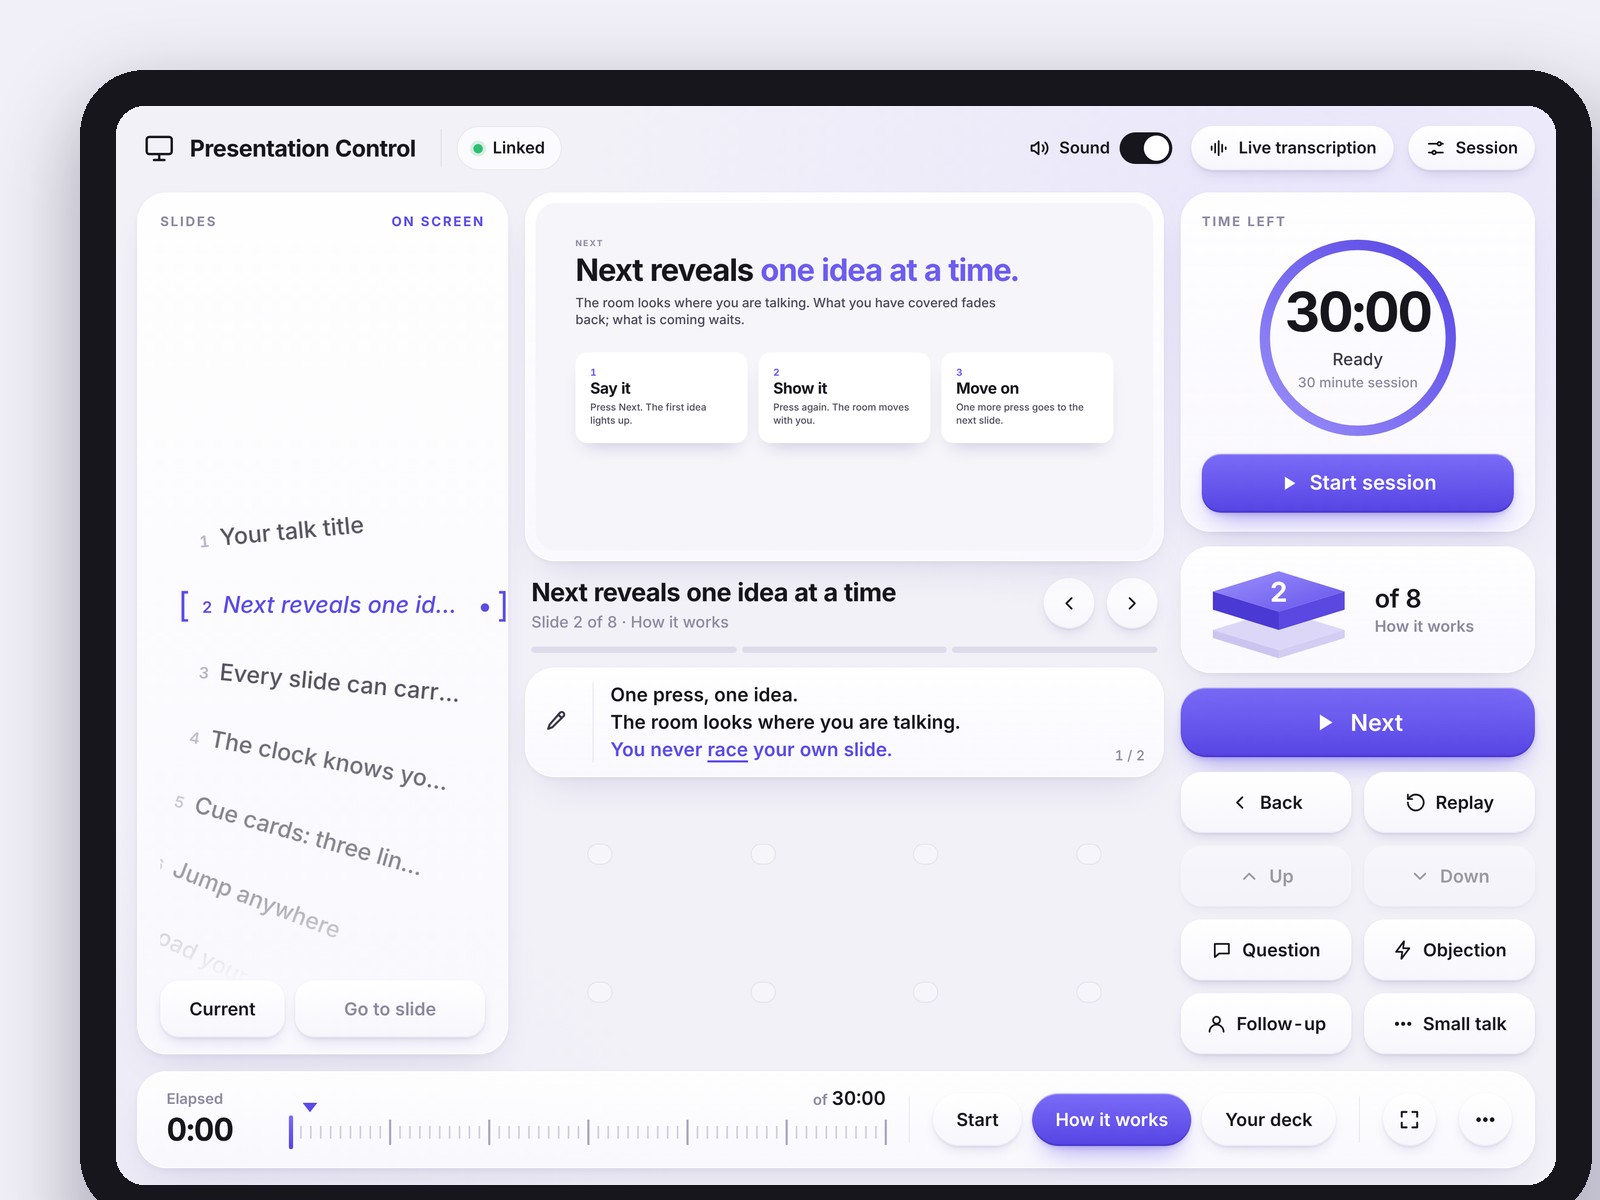 Presentation Control
Linked
Sound
Live transcription
Session
SLIDES
ON SCREEN
1 Your talk title
[ 2 Next reveals one id... • ]
3 Every slide can carr...
4 The clock knows yo...
5 Cue cards: three lin...
Jump anywhere
Current
Go to slide
NEXT
Next reveals one idea at a time.
The room looks where you are talking. What you have covered fades
back; what is coming waits.
1
Say it
Press Next. The first idea
lights up.
2
Show it
Press again. The room moves
with you.
3
Move on
One more press goes to the
next slide.
Next reveals one idea at a time
Slide 2 of 8 · How it works
One press, one idea.
The room looks where you are talking.
You never race your own slide.
1 / 2
TIME LEFT
30:00
Ready
30 minute session
Start session
2
of 8
How it works
Next
Back
Replay
Up
Down
Question
Objection
Follow-up
Small talk
Elapsed
0:00
of 30:00
Start
How it works
Your deck